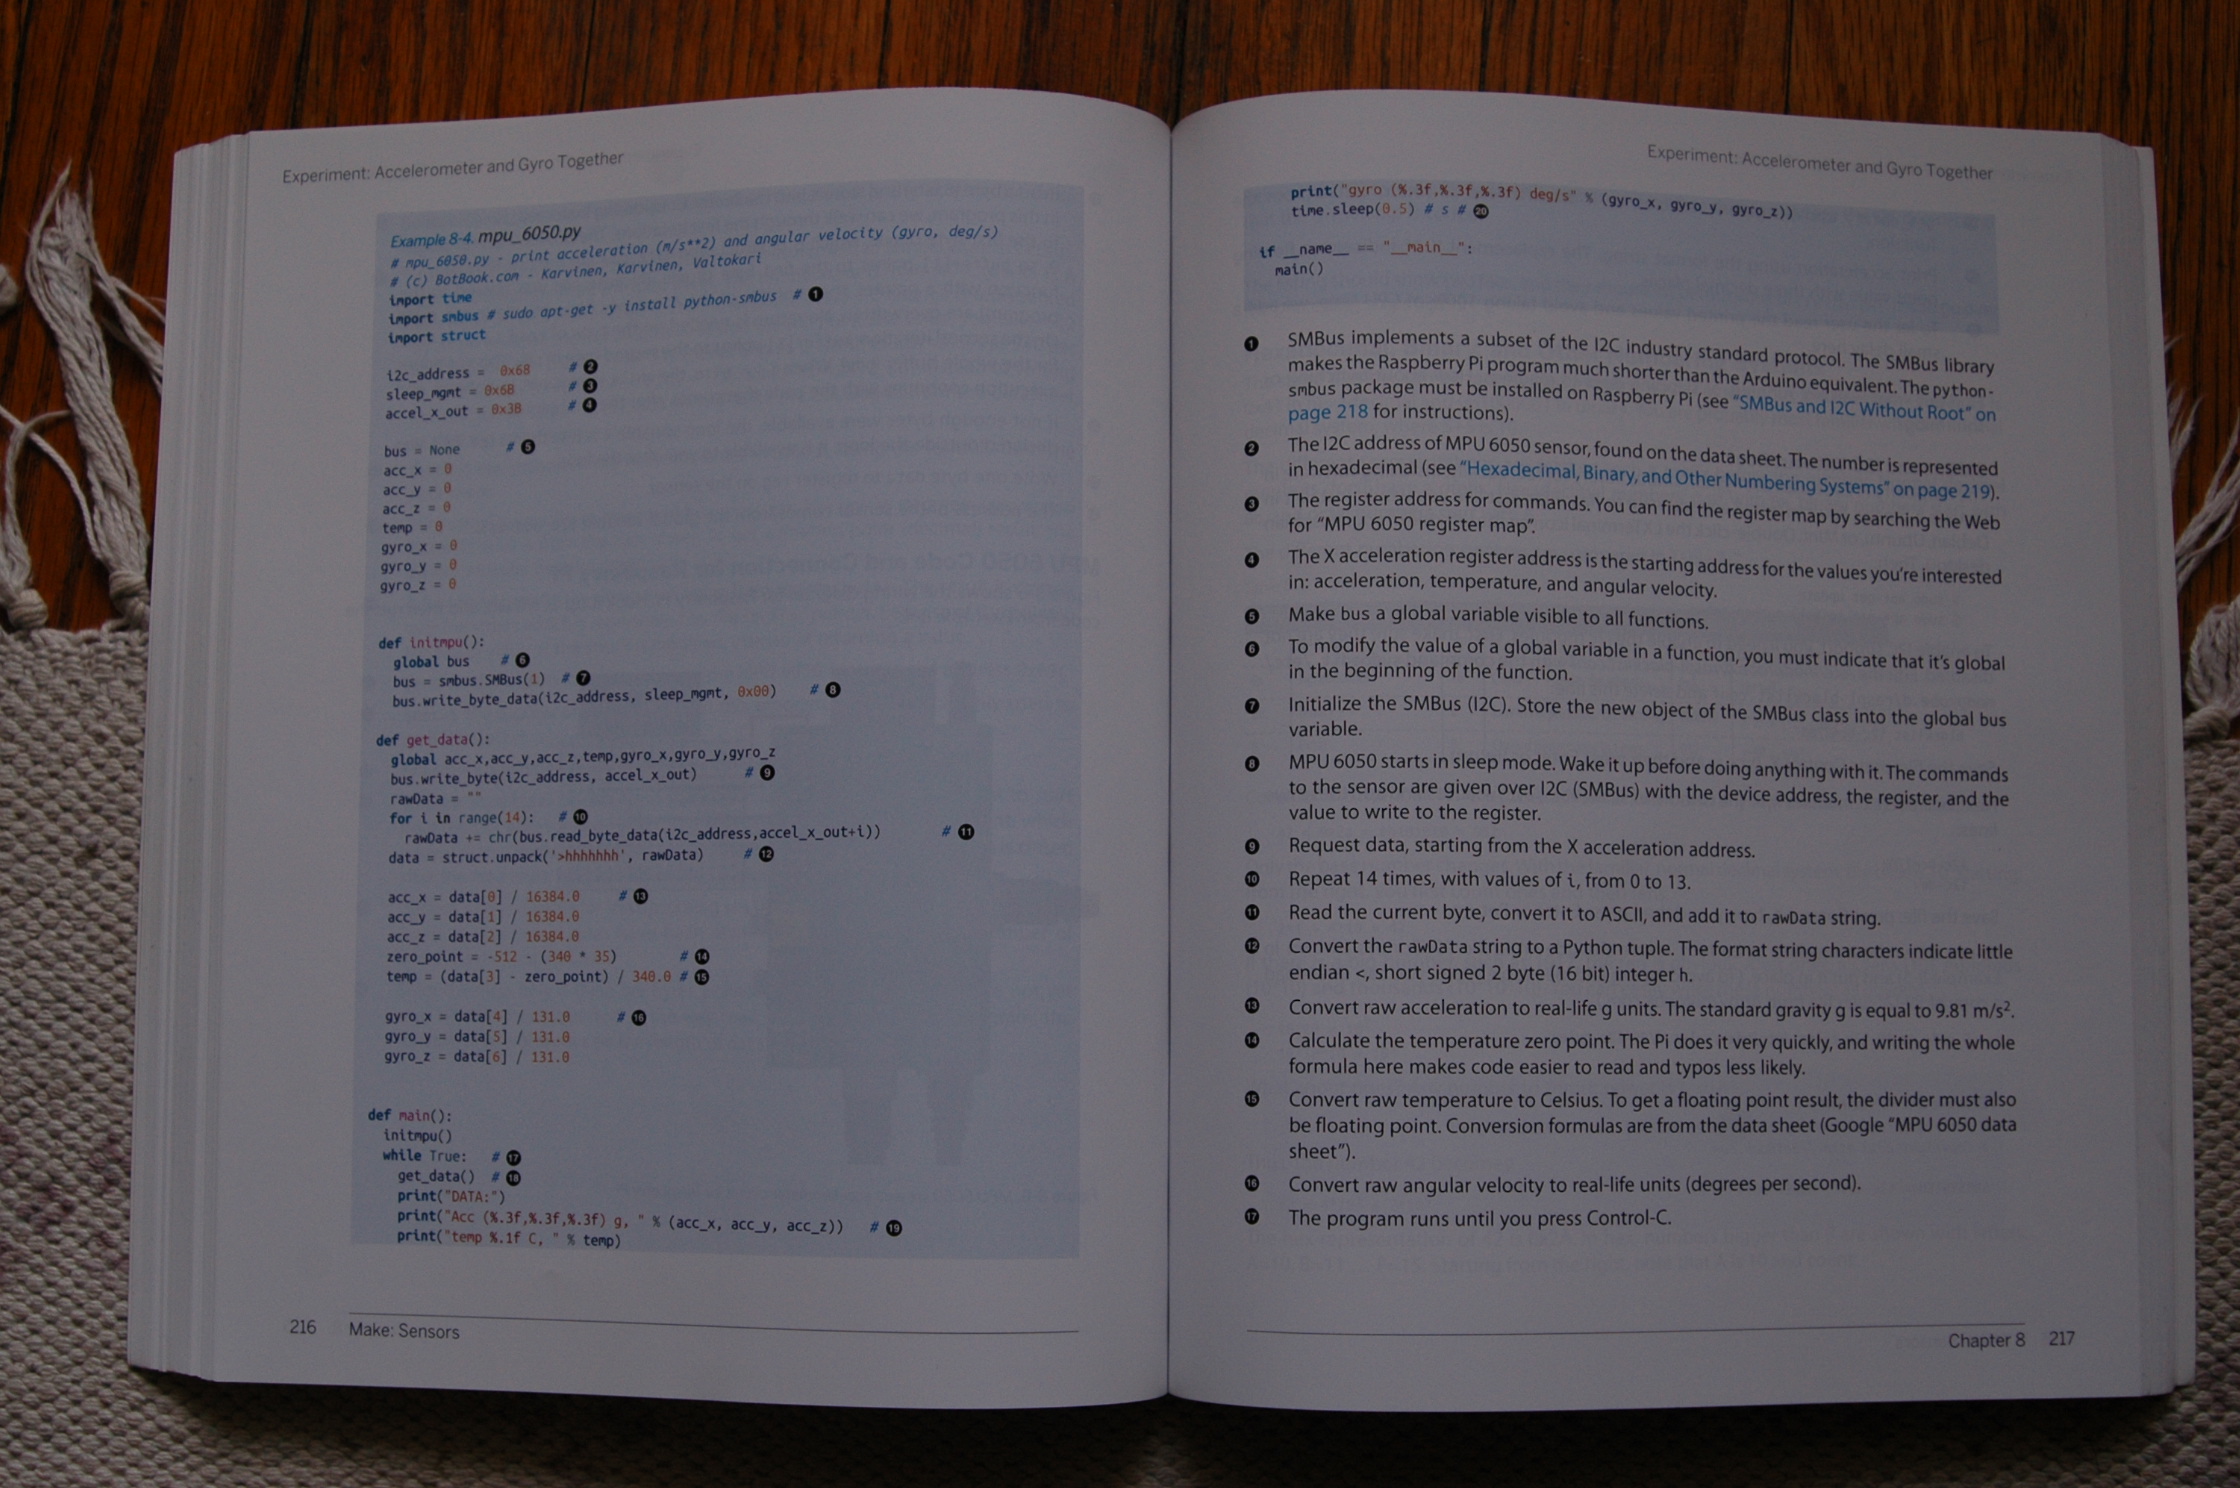 Experiment: Accelerometer and Gyro Together
Example 8-4. mpu_6050.py
# mpu_6050.py - print acceleration (m/s**2) and angular velocity (gyro, deg/s)
# (c) BotBook.com - Karvinen, Karvinen, Valtokari
import time
import smbus # sudo apt-get -y install python-smbus # 1
import struct
i2c_address = 0x68 # 2
sleep_mgmt = 0x6B # 3
accel_x_out = 0x3B # 4
bus = None # 5
acc_x = 0
acc_y = 0
acc_z = 0
temp = 0
gyro_x = 0
gyro_y = 0
gyro_z = 0
def initmpu():
global bus # 6
bus = smbus.SMBus(1) # 7
bus.write_byte_data(i2c_address, sleep_mgmt, 0x00) # 8
def get_data():
global acc_x,acc_y,acc_z,temp,gyro_x,gyro_y,gyro_z
bus.write_byte(i2c_address, accel_x_out) # 9
rawData = ""
for i in range(14): # 10
rawData += chr(bus.read_byte_data(i2c_address,accel_x_out+i)) # 11
data = struct.unpack('>hhhhhhh', rawData) # 12
acc_x = data[0] / 16384.0 # 13
acc_y = data[1] / 16384.0
acc_z = data[2] / 16384.0
zero_point = -512 - (340 * 35) # 14
temp = (data[3] - zero_point) / 340.0 # 15
gyro_x = data[4] / 131.0 # 16
gyro_y = data[5] / 131.0
gyro_z = data[6] / 131.0
def main():
initmpu()
while True: # 17
get_data() # 18
print("DATA:")
print("Acc (%.3f,%.3f,%.3f) g, " % (acc_x, acc_y, acc_z)) # 19
print("temp %.1f C, " % temp)
216 Make: Sensors
Experiment: Accelerometer and Gyro Together
print("gyro (%.3f,%.3f,%.3f) deg/s" % (gyro_x, gyro_y, gyro_z))
time.sleep(0.5) # s # 20
if __name__ == "__main__":
main()
1 SMBus implements a subset of the I2C industry standard protocol. The SMBus library
makes the Raspberry Pi program much shorter than the Arduino equivalent. The python-
smbus package must be installed on Raspberry Pi (see “SMBus and I2C Without Root” on
page 218 for instructions).
2 The I2C address of MPU 6050 sensor, found on the data sheet. The number is represented
in hexadecimal (see “Hexadecimal, Binary, and Other Numbering Systems” on page 219).
3 The register address for commands. You can find the register map by searching the Web
for “MPU 6050 register map”.
4 The X acceleration register address is the starting address for the values you’re interested
in: acceleration, temperature, and angular velocity.
5 Make bus a global variable visible to all functions.
6 To modify the value of a global variable in a function, you must indicate that it’s global
in the beginning of the function.
7 Initialize the SMBus (I2C). Store the new object of the SMBus class into the global bus
variable.
8 MPU 6050 starts in sleep mode. Wake it up before doing anything with it. The commands
to the sensor are given over I2C (SMBus) with the device address, the register, and the
value to write to the register.
9 Request data, starting from the X acceleration address.
10 Repeat 14 times, with values of i, from 0 to 13.
11 Read the current byte, convert it to ASCII, and add it to rawData string.
12 Convert the rawData string to a Python tuple. The format string characters indicate little
endian <, short signed 2 byte (16 bit) integer h.
13 Convert raw acceleration to real-life g units. The standard gravity g is equal to 9.81 m/s².
14 Calculate the temperature zero point. The Pi does it very quickly, and writing the whole
formula here makes code easier to read and typos less likely.
15 Convert raw temperature to Celsius. To get a floating point result, the divider must also
be floating point. Conversion formulas are from the data sheet (Google “MPU 6050 data
sheet”).
16 Convert raw angular velocity to real-life units (degrees per second).
17 The program runs until you press Control-C.
Chapter 8 217